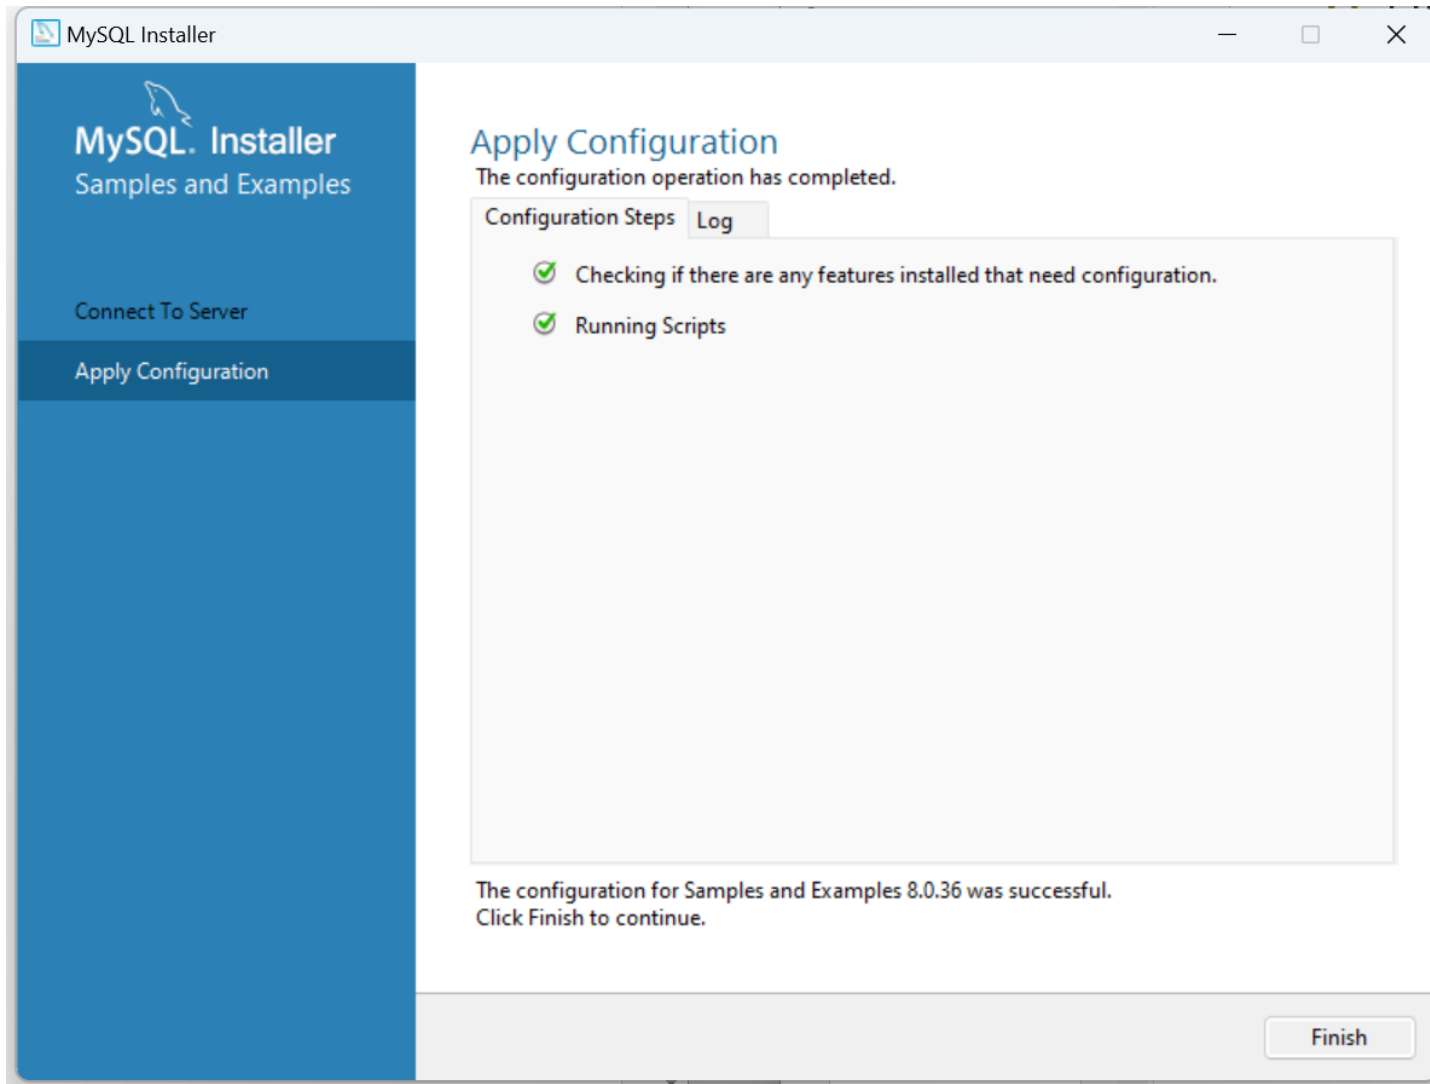 MySQL Installer
MySQL. Installer
Samples and Examples
Connect To Server
Apply Configuration
Apply Configuration
The configuration operation has completed.
Configuration Steps
Log
Checking if there are any features installed that need configuration.
Running Scripts
The configuration for Samples and Examples 8.0.36 was successful.
Click Finish to continue.
Finish